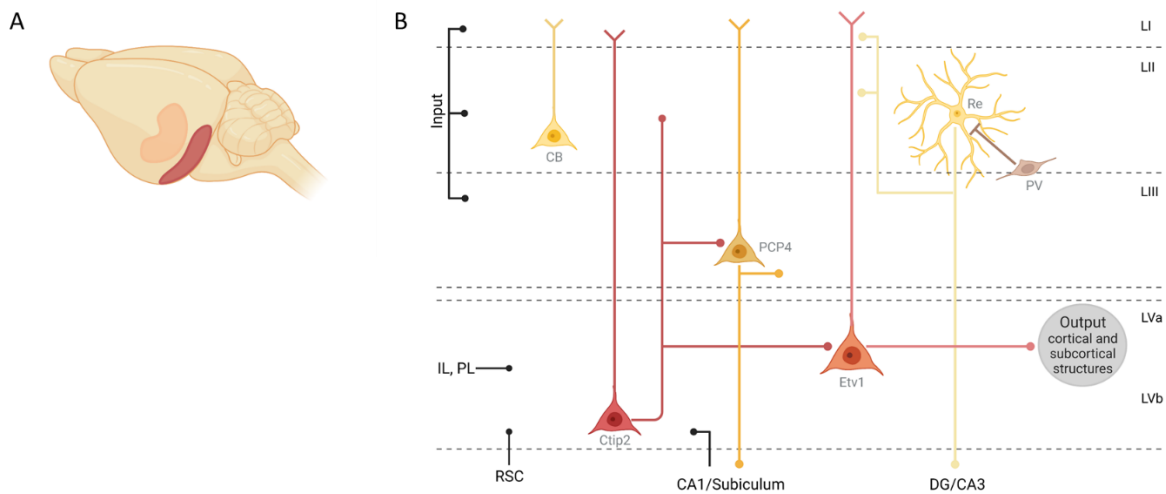 A
B
Input
LI
LII
LIII
LVa
LVb
CB
Re
PV
PCP4
Etv1
Ctip2
Output
cortical and
subcortical
structures
IL, PL
RSC
CA1/Subiculum
DG/CA3